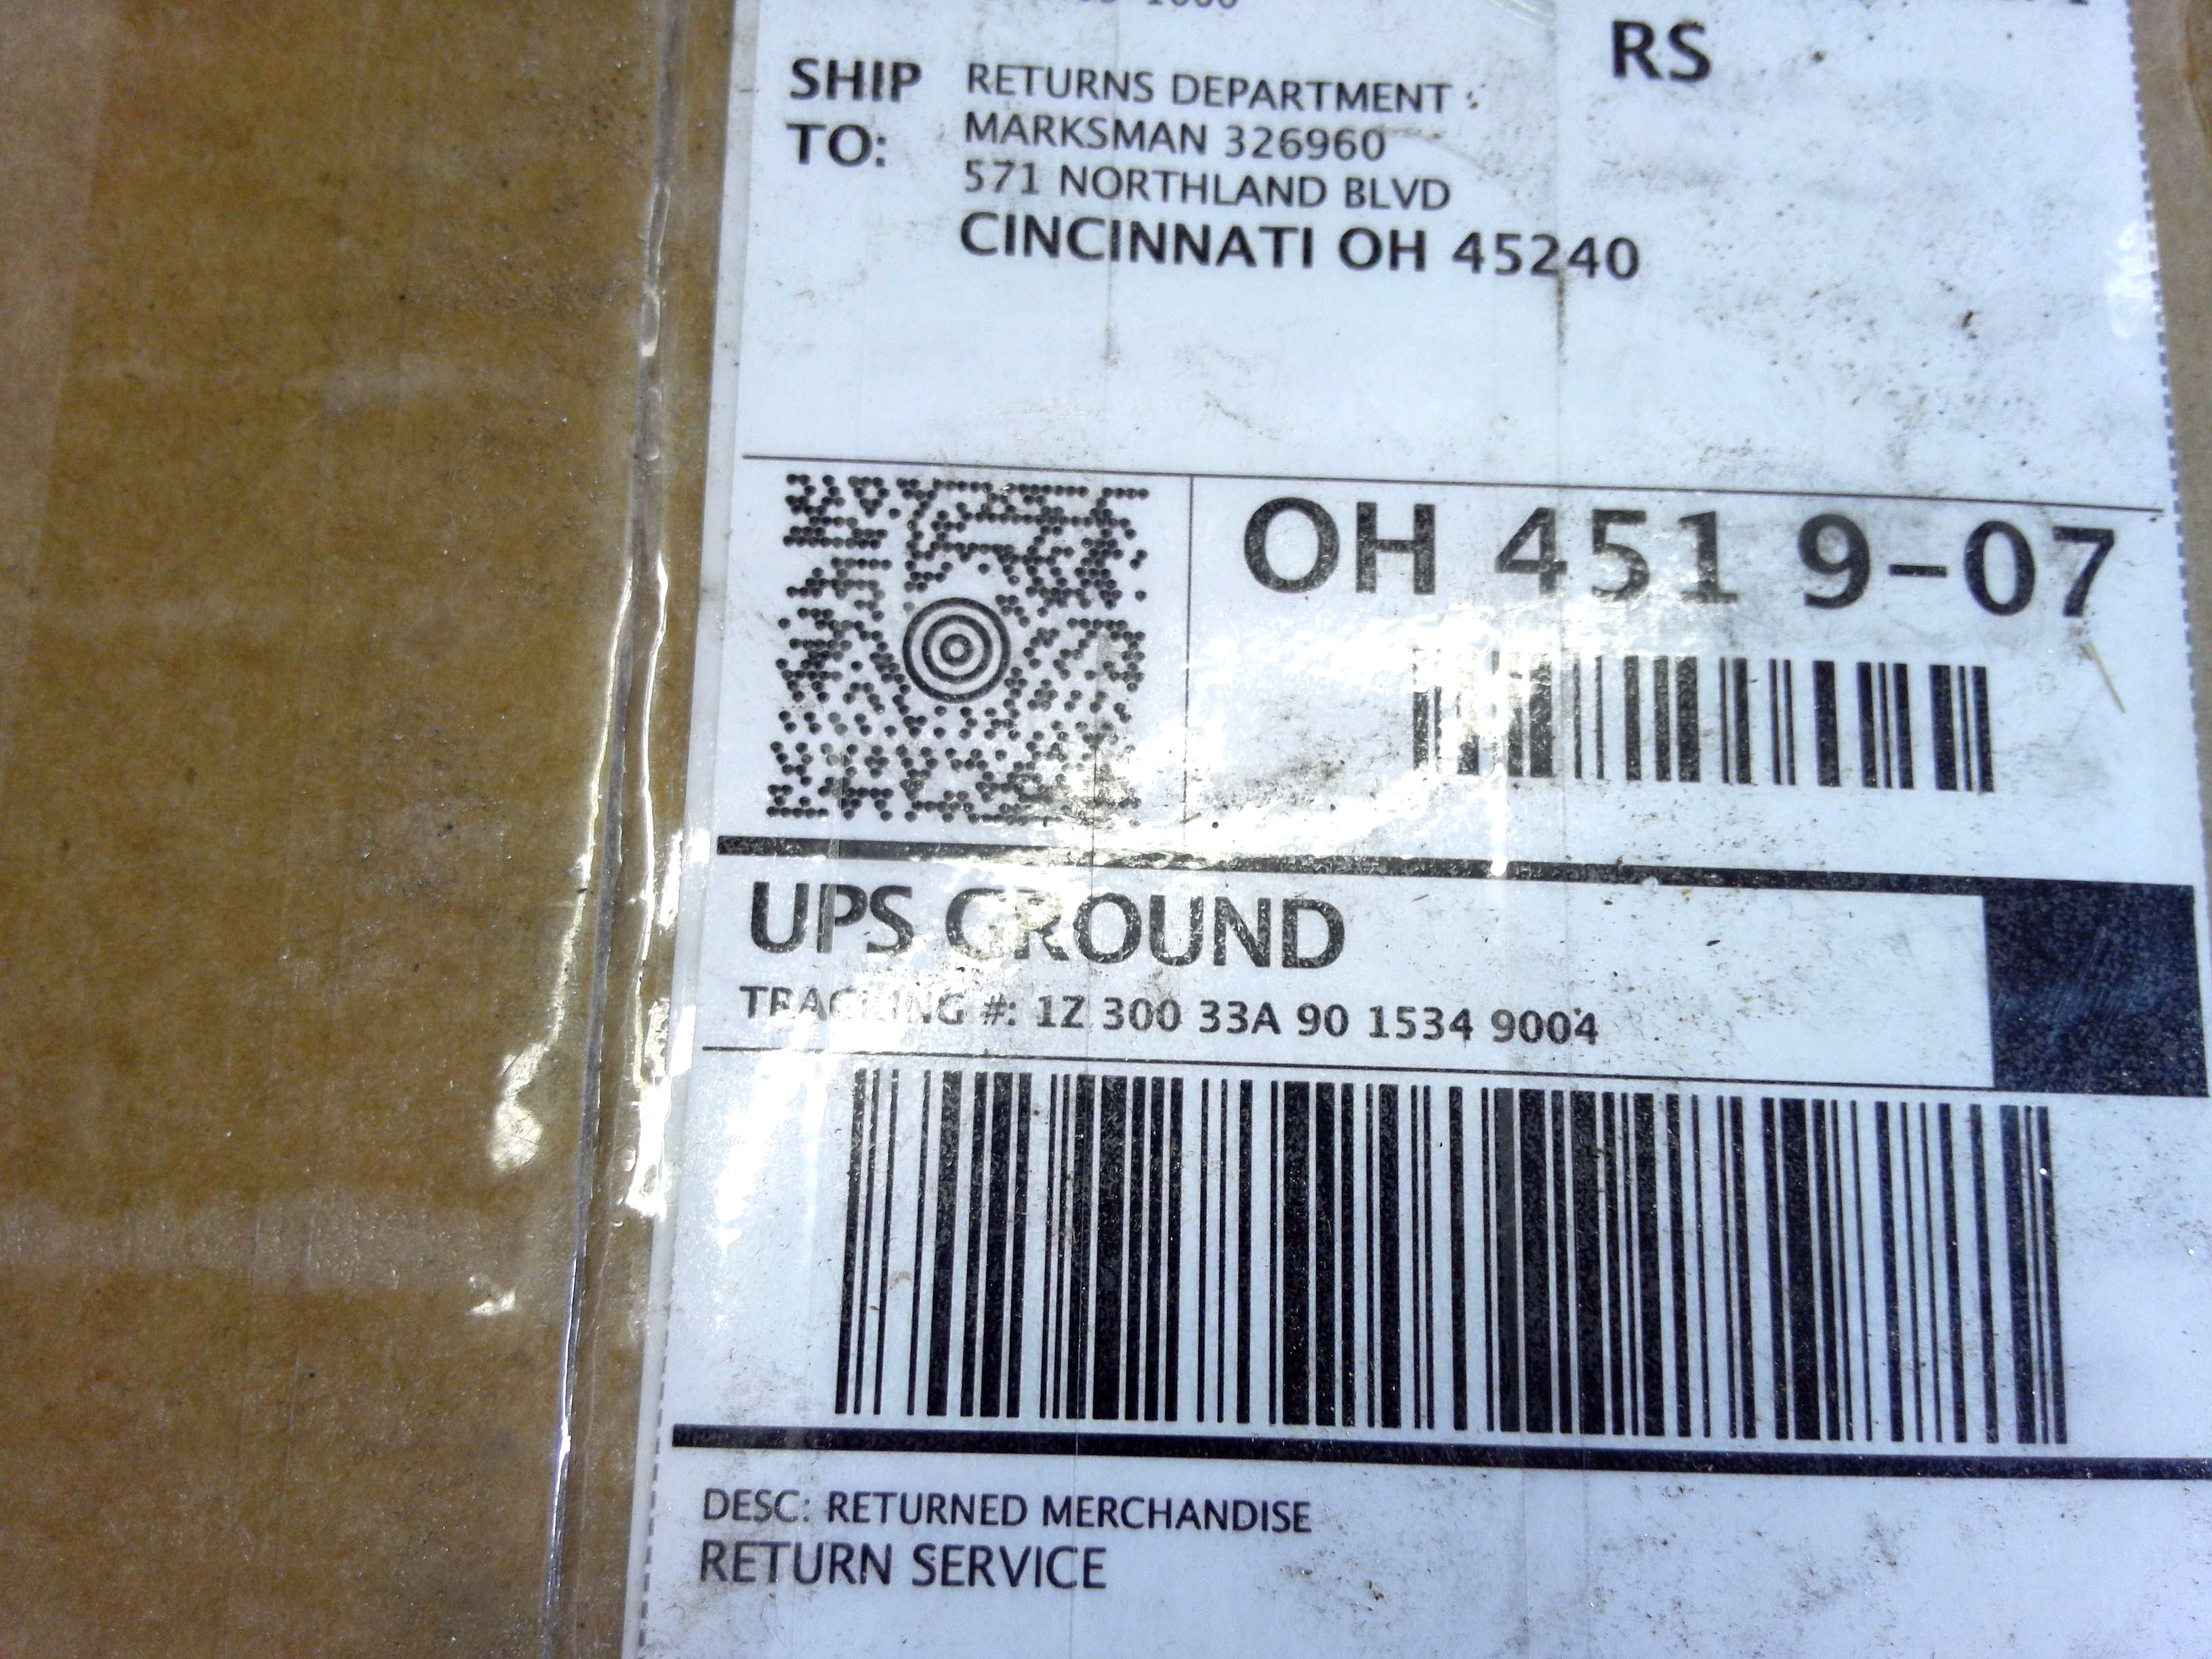 RS
SHIP TO:
RETURNS DEPARTMENT
MARKSMAN 326960
571 NORTHLAND BLVD
CINCINNATI OH 45240
OH 451 9-07
UPS GROUND
TRACKING #: 1Z 300 33A 90 1534 9004
DESC: RETURNED MERCHANDISE
RETURN SERVICE